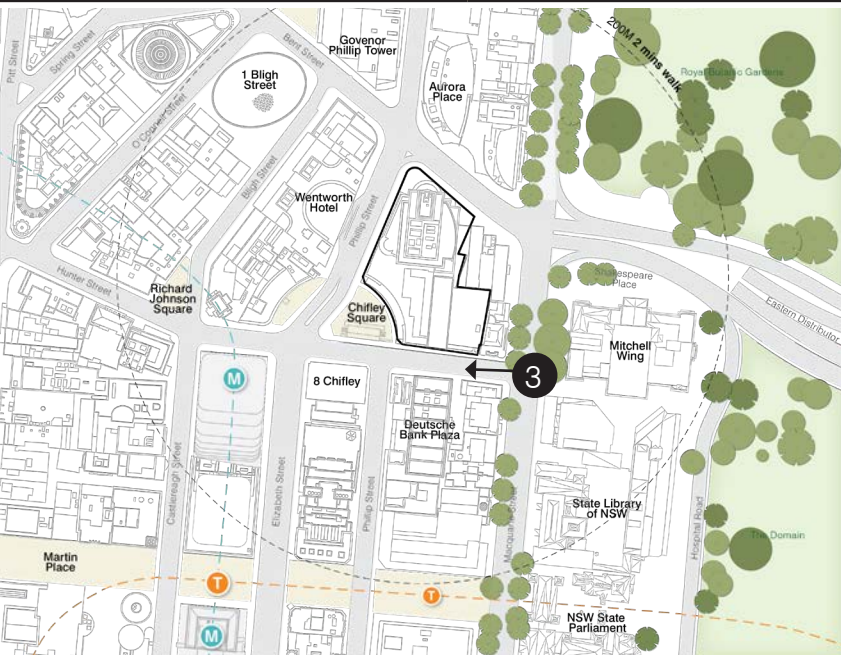 Pitt Street
Spring Street
Bent Street
Govenor
Phillip Tower
200M 2 mins walk
Royal Botanic Gardens
1 Bligh
Street
Aurora
Place
O'Connell Street
Bligh Street
Wentworth
Hotel
Phillip Street
Hunter Street
Richard
Johnson
Square
Chifley
Square
Shakespeare
Place
Eastern Distributor
Mitchell
Wing
3
M
8 Chifley
Deutsche
Bank Plaza
Castlereagh Street
Elizabeth Street
Phillip Street
Macquarie Street
State Library
of NSW
Hospital Road
The Domain
Martin
Place
T
T
M
NSW State
Parliament